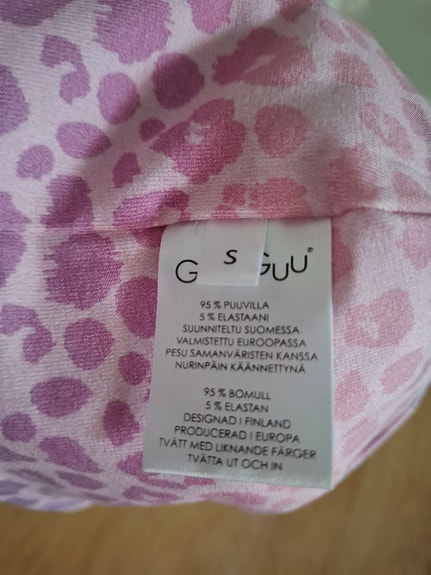 S
G GUU®
95 % PUUVILLA
5 % ELASTAANI
SUUNNITELTU SUOMESSA
VALMISTETTU EUROOPASSA
PESU SAMANVÄRISTEN KANSSA
NURINPÄIN KÄÄNNETTYNÄ
95 % BOMULL
5 % ELASTAN
DESIGNAD I FINLAND
PRODUCERAD I EUROPA
TVÄTT MED LIKNANDE FÄRGER
TVÄTTA UT OCH IN